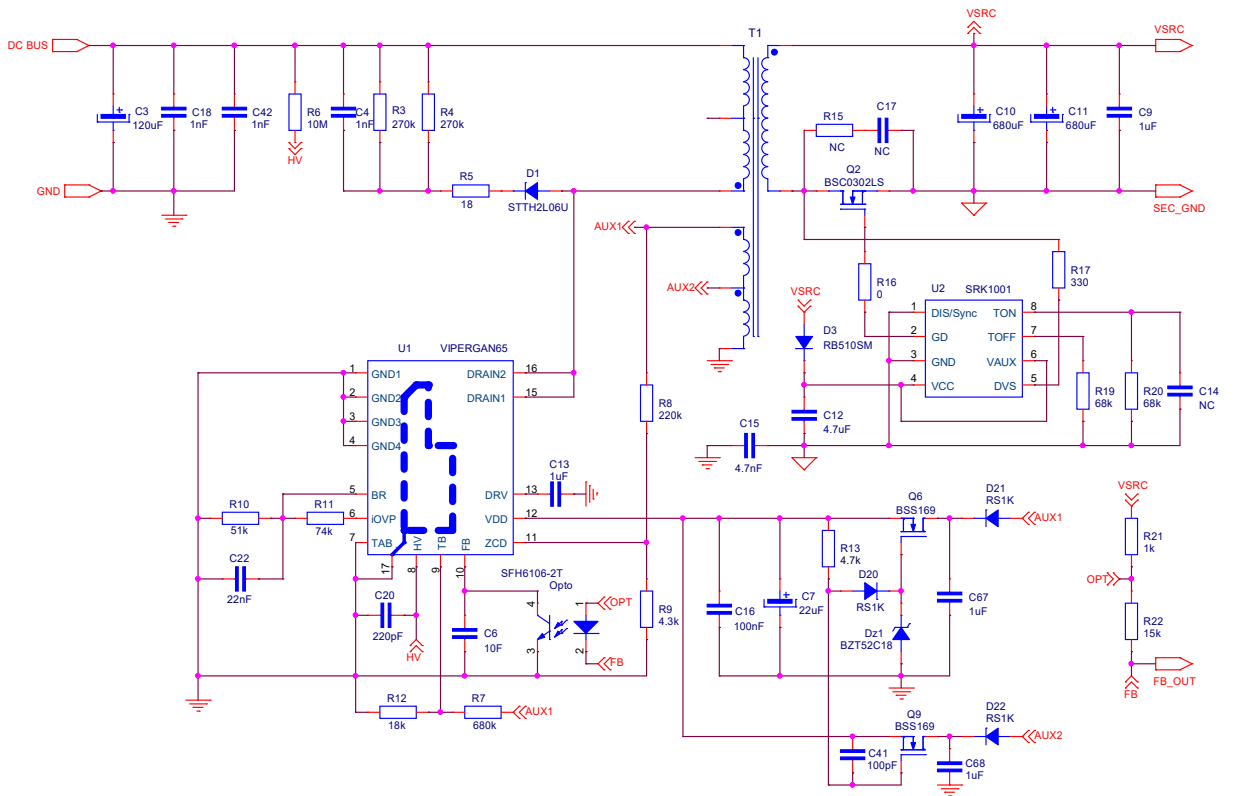 VSRC
T1
DC BUS
VSRC
C3
120uF
C18
1nF
C42
1nF
R6
10M
HV
C4
1nF
R3
270k
R4
270k
R15
NC
C17
NC
C10
680uF
C11
680uF
C9
1uF
GND
R5
18
D1
STTH2L06U
Q2
BSC0302LS
SEC_GND
AUX1
AUX2
R16
0
R17
330
VSRC
D3
RB510SM
U2
SRK1001
1
DIS/Sync
TON
8
2
GD
TOFF
7
3
GND
VAUX
6
4
VCC
DVS
5
R19
68k
R20
68k
C14
NC
C12
4.7uF
C15
4.7nF
U1
VIPERGAN65
1
GND1
DRAIN2
16
2
GND2
DRAIN1
15
3
GND3
4
GND4
5
BR
DRV
13
6
iOVP
VDD
12
7
TAB
ZCD
11
HV
TB
FB
17
8
9
10
R8
220k
C13
1uF
R10
51k
R11
74k
C22
22nF
C20
220pF
HV
SFH6106-2T
Opto
4
3
1
2
OPT
FB
C6
10F
R9
4.3k
R12
18k
R7
680k
AUX1
Q6
BSS169
D21
RS1K
AUX1
R13
4.7k
D20
RS1K
C16
100nF
C7
22uF
Dz1
BZT52C18
C67
1uF
VSRC
R21
1k
OPT
R22
15k
FB
FB_OUT
Q9
BSS169
D22
RS1K
AUX2
C41
100pF
C68
1uF